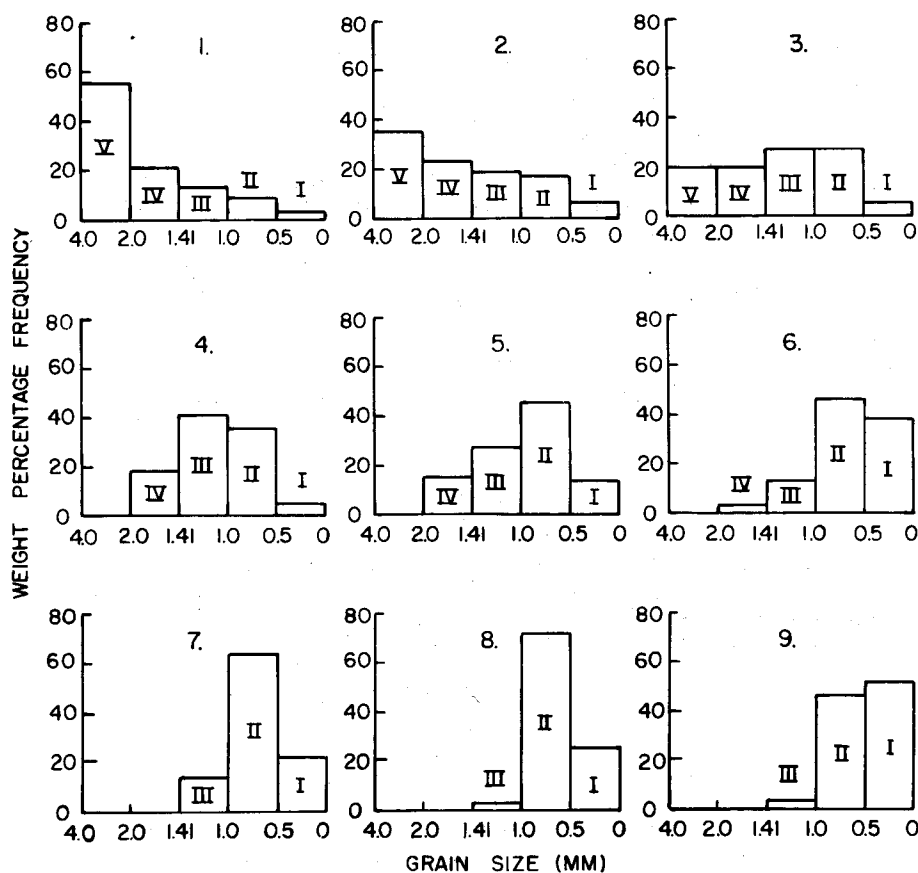 WEIGHT PERCENTAGE FREQUENCY
80
60
40
20
0
1.
V
IV
III
II
I
4.0 2.0 1.41 1.0 0.5 0
80
60
40
20
0
2.
V
IV
III
II
I
4.0 2.0 1.41 1.0 0.5 0
80
60
40
20
0
3.
V
IV
III
II
I
4.0 2.0 1.41 1.0 0.5 0
80
60
40
20
0
4.
IV
III
II
I
4.0 2.0 1.41 1.0 0.5 0
80
60
40
20
0
5.
IV
III
II
I
4.0 2.0 1.41 1.0 0.5 0
80
60
40
20
0
6.
IV
III
II
I
4.0 2.0 1.41 1.0 0.5 0
80
60
40
20
0
7.
III
II
I
4.0 2.0 1.41 1.0 0.5 0
80
60
40
20
0
8.
III
II
I
4.0 2.0 1.41 1.0 0.5 0
80
60
40
20
0
9.
III
II
I
4.0 2.0 1.41 1.0 0.5 0
GRAIN SIZE (MM)